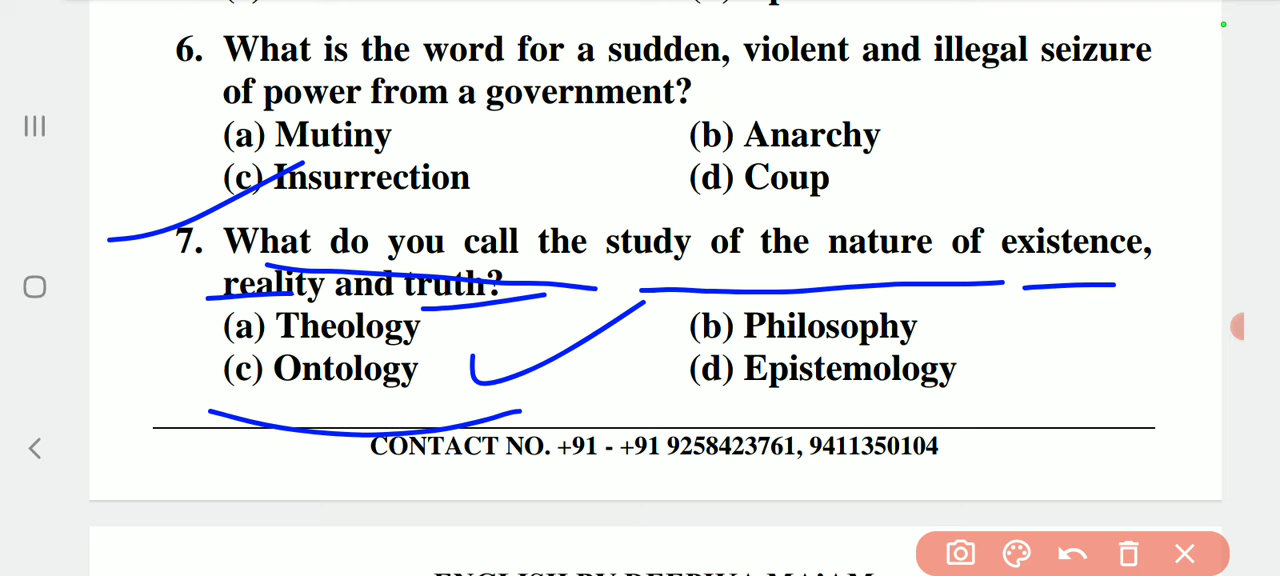 6. What is the word for a sudden, violent and illegal seizure
of power from a government?
(a) Mutiny (b) Anarchy
(c) Insurrection (d) Coup
7. What do you call the study of the nature of existence,
reality and truth?
(a) Theology (b) Philosophy
(c) Ontology (d) Epistemology
CONTACT NO. +91 - +91 9258423761, 9411350104